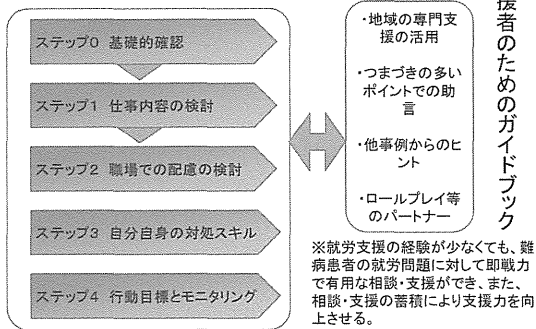 ステップ0 基礎的確認
ステップ1 仕事内容の検討
ステップ2 職場での配慮の検討
ステップ3 自分自身の対処スキル
ステップ4 行動目標とモニタリング
・地域の専門支
援の活用
・つまづきの多い
ポイントでの助
言
・他事例からのヒ
ント
・ロールプレイ等
のパートナー
援者のためのガイドブック
※就労支援の経験が少なくても、難
病患者の就労問題に対して即戦力
で有用な相談・支援ができ、また、
相談・支援の蓄積により支援力を向
上させる。